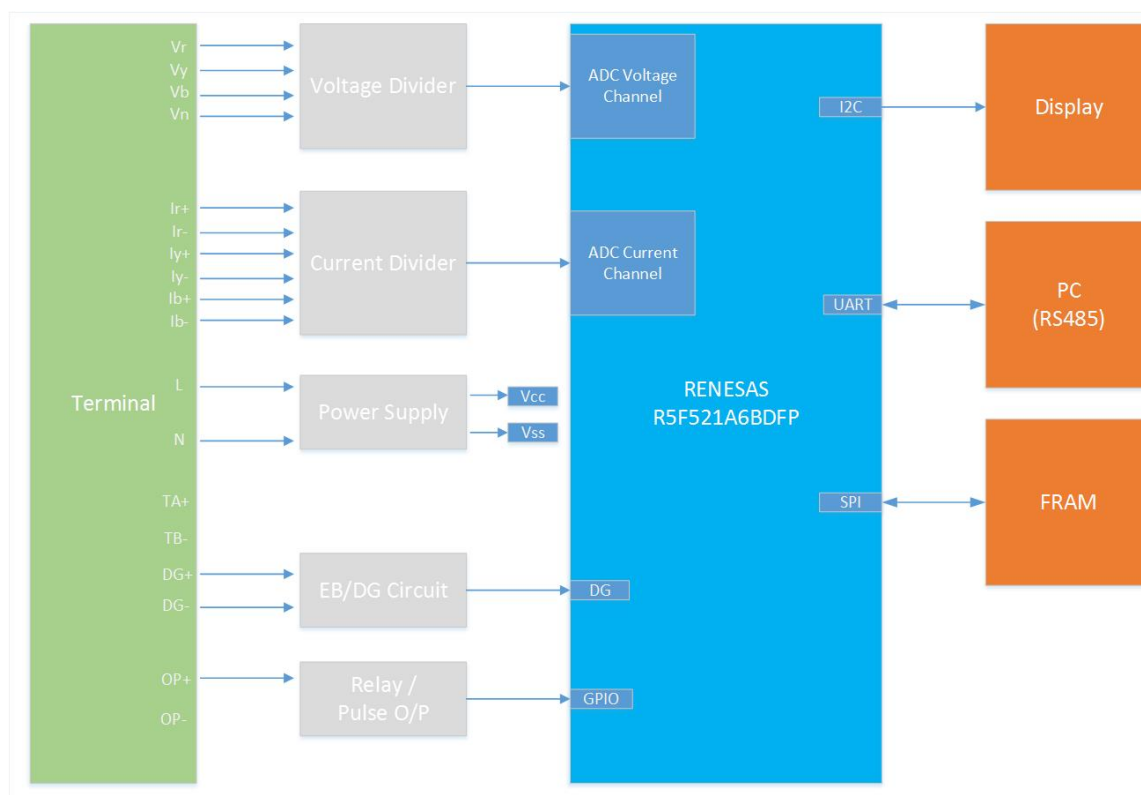 Terminal
Vr
Vy
Vb
Vn
Ir+
Ir-
Iy+
Iy-
Ib+
Ib-
L
N
TA+
TB-
DG+
DG-
OP+
OP-
Voltage Divider
Current Divider
Power Supply
Vcc
Vss
EB/DG Circuit
Relay /
Pulse O/P
ADC Voltage
Channel
ADC Current
Channel
DG
GPIO
RENESAS
R5F521A6BDFP
I2C
UART
SPI
Display
PC
(RS485)
FRAM